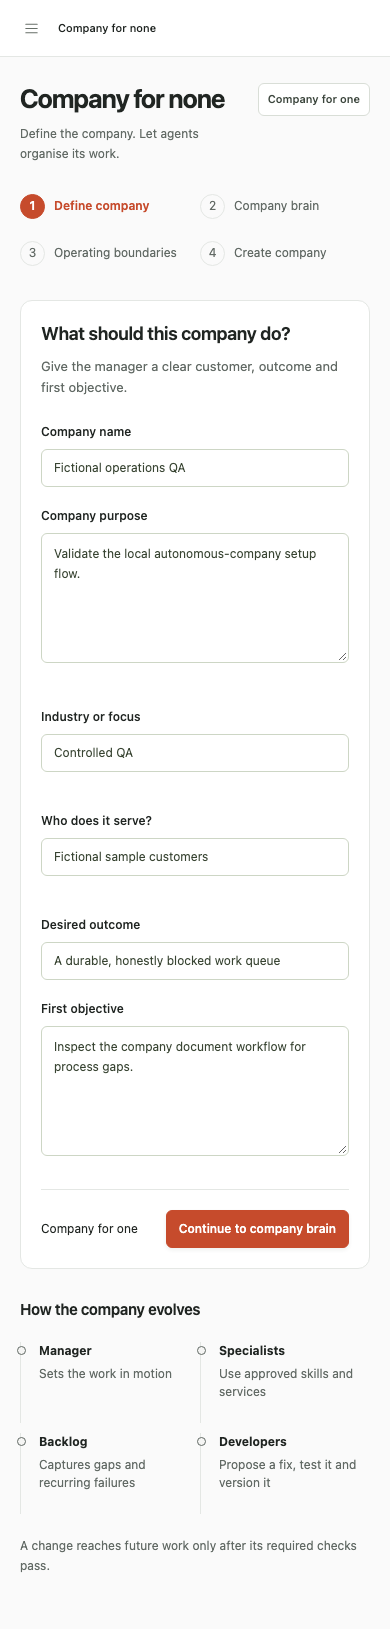 Company for none
Company for none
Company for one
Define the company. Let agents
organise its work.
1 Define company
2 Company brain
3 Operating boundaries
4 Create company
What should this company do?
Give the manager a clear customer, outcome and
first objective.
Company name
Fictional operations QA
Company purpose
Validate the local autonomous-company setup
flow.
Industry or focus
Controlled QA
Who does it serve?
Fictional sample customers
Desired outcome
A durable, honestly blocked work queue
First objective
Inspect the company document workflow for
process gaps.
Company for one
Continue to company brain
How the company evolves
Manager
Sets the work in motion
Specialists
Use approved skills and
services
Backlog
Captures gaps and
recurring failures
Developers
Propose a fix, test it and
version it
A change reaches future work only after its required checks
pass.